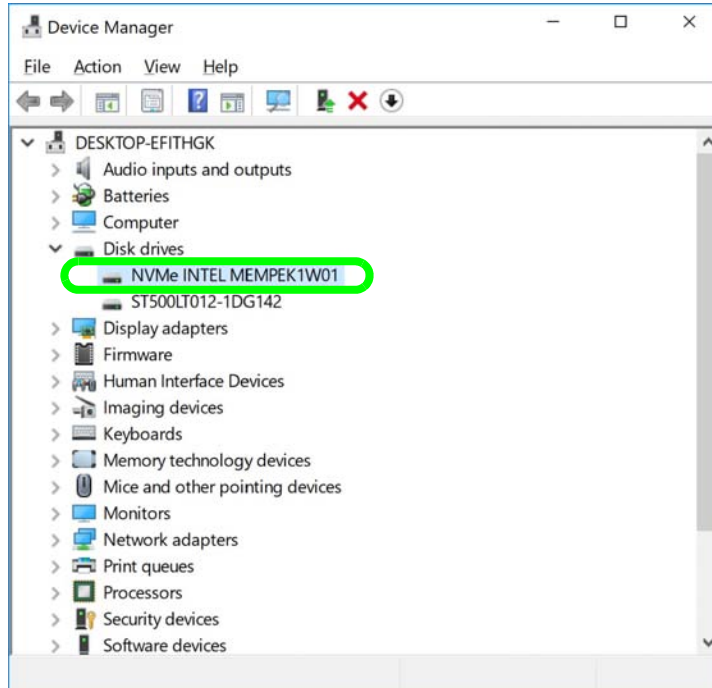 Device Manager
File Action View Help
DESKTOP-EFITHGK
Audio inputs and outputs
Batteries
Computer
Disk drives
NVMe INTEL MEMPEK1W01
ST500LT012-1DG142
Display adapters
Firmware
Human Interface Devices
Imaging devices
Keyboards
Memory technology devices
Mice and other pointing devices
Monitors
Network adapters
Print queues
Processors
Security devices
Software devices